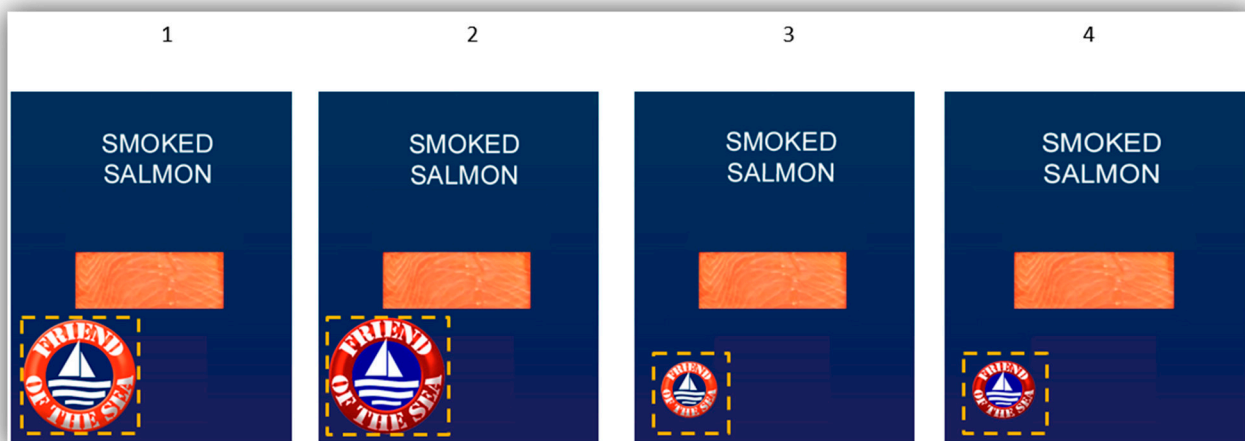 1
2
3
4
SMOKED
SALMON
SMOKED
SALMON
SMOKED
SALMON
SMOKED
SALMON
FRIEND
OF THE SEA
FRIEND
OF THE SEA
FRIEND
OF THE SEA
FRIEND
OF THE SEA